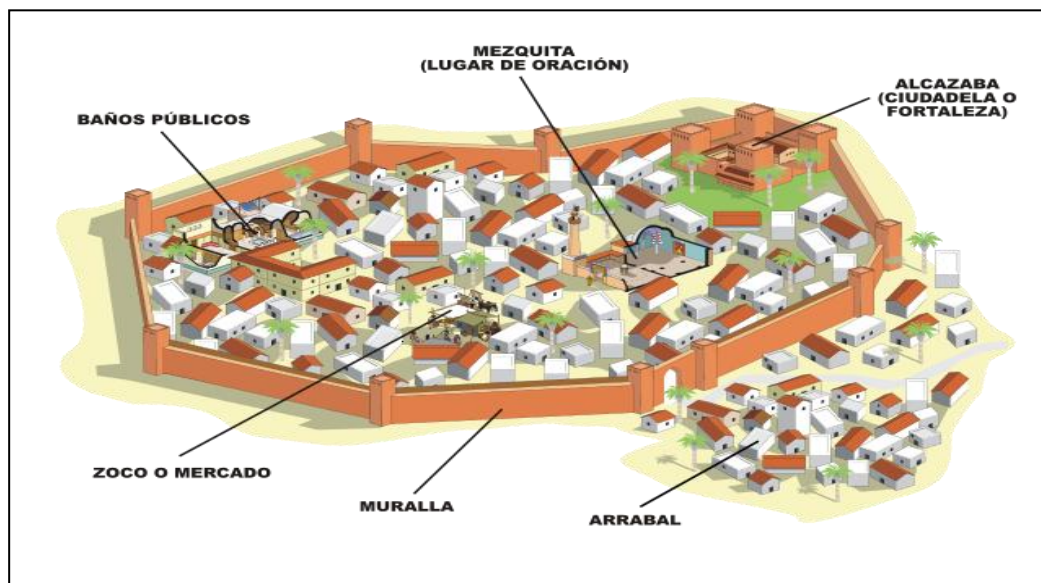 MEZQUITA
(LUGAR DE ORACIÓN)
ALCAZABA
(CIUDADELA O
FORTALEZA)
BAÑOS PÚBLICOS
ZOCO O MERCADO
MURALLA
ARRABAL